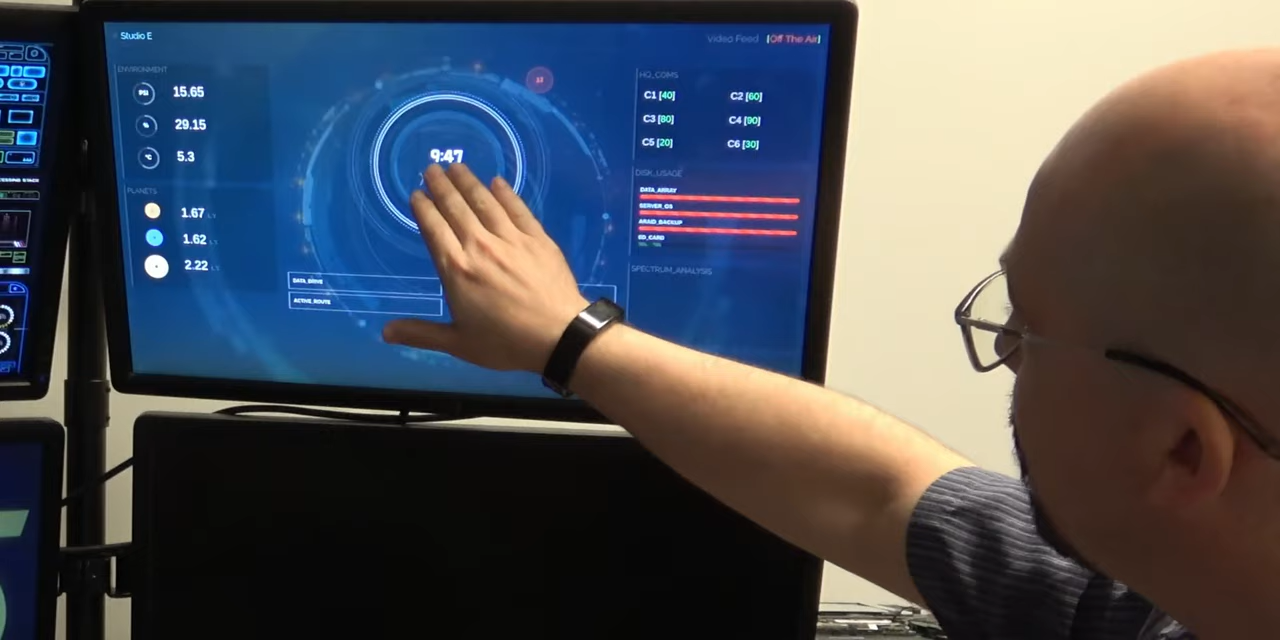 Studio E
Video Feed [Off The Air]
ENVIRONMENT
PSI 15.65
% 29.15
°C 5.3
PLANETS
1.67
1.62
2.22
12
9:47
DATA_DRIVE
ACTIVE_ROUTE
HQ_COMS
C1 [40] C2 [60]
C3 [80] C4 [90]
C5 [20] C6 [30]
DISK_USAGE
DATA_ARRAY
SERVER_OS
ARAID_BACKUP
SPECTRUM_ANALYSIS